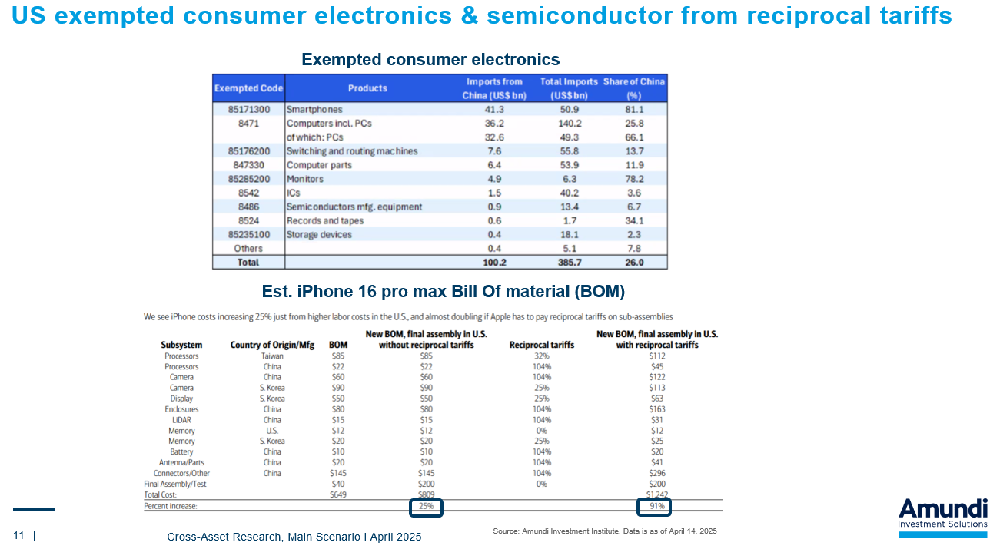 US exempted consumer electronics & semiconductor from reciprocal tariffs
Exempted consumer electronics
Exempted Code Products Imports from China (US$ bn) Total Imports (US$ bn) Share of China (%)
85171300 Smartphones 41.3 50.9 81.1
8471 Computers incl. PCs 36.2 140.2 25.8
of which: PCs 32.6 49.3 66.1
85176200 Switching and routing machines 7.6 55.8 13.7
847330 Computer parts 6.4 53.9 11.9
85285200 Monitors 4.9 6.3 78.2
8542 ICs 1.5 40.2 3.6
8486 Semiconductors mfg. equipment 0.9 13.4 6.7
8524 Records and tapes 0.6 1.7 34.1
85235100 Storage devices 0.4 18.1 2.3
Others 0.4 5.1 7.8
Total 100.2 385.7 26.0
Est. iPhone 16 pro max Bill Of material (BOM)
We see iPhone costs increasing 25% just from higher labor costs in the U.S., and almost doubling if Apple has to pay reciprocal tariffs on sub-assemblies
Subsystem Country of Origin/Mfg BOM New BOM, final assembly in U.S. without reciprocal tariffs Reciprocal tariffs New BOM, final assembly in U.S. with reciprocal tariffs
Processors Taiwan $85 $85 32% $112
Processors China $22 $22 104% $45
Camera China $60 $60 104% $122
Camera S. Korea $90 $90 25% $113
Display S. Korea $50 $50 25% $63
Enclosures China $80 $80 104% $163
LiDAR China $15 $15 104% $31
Memory U.S. $12 $12 0% $12
Memory S. Korea $20 $20 25% $25
Battery China $10 $10 104% $20
Antenna/Parts China $20 $20 104% $41
Connectors/Other China $145 $145 104% $296
Final Assembly/Test $40 $200 0% $200
Total Cost: $649 $809 $1,242
Percent increase: 25% 91%
11 |
Cross-Asset Research, Main Scenario I April 2025
Source: Amundi Investment Institute, Data is as of April 14, 2025
Amundi
Investment Solutions